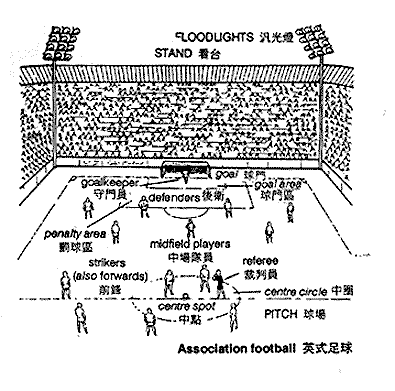 FLOODLIGHTS 汎光燈
STAND 看台
goal 球門
goalkeeper
守門員
defenders 後衛
goal area
球門區
penalty area
罰球區
midfield players
中場隊員
strikers
(also forwards)
前鋒
referee
裁判員
centre circle 中圈
centre spot
中點
PITCH 球場
Association football 英式足球